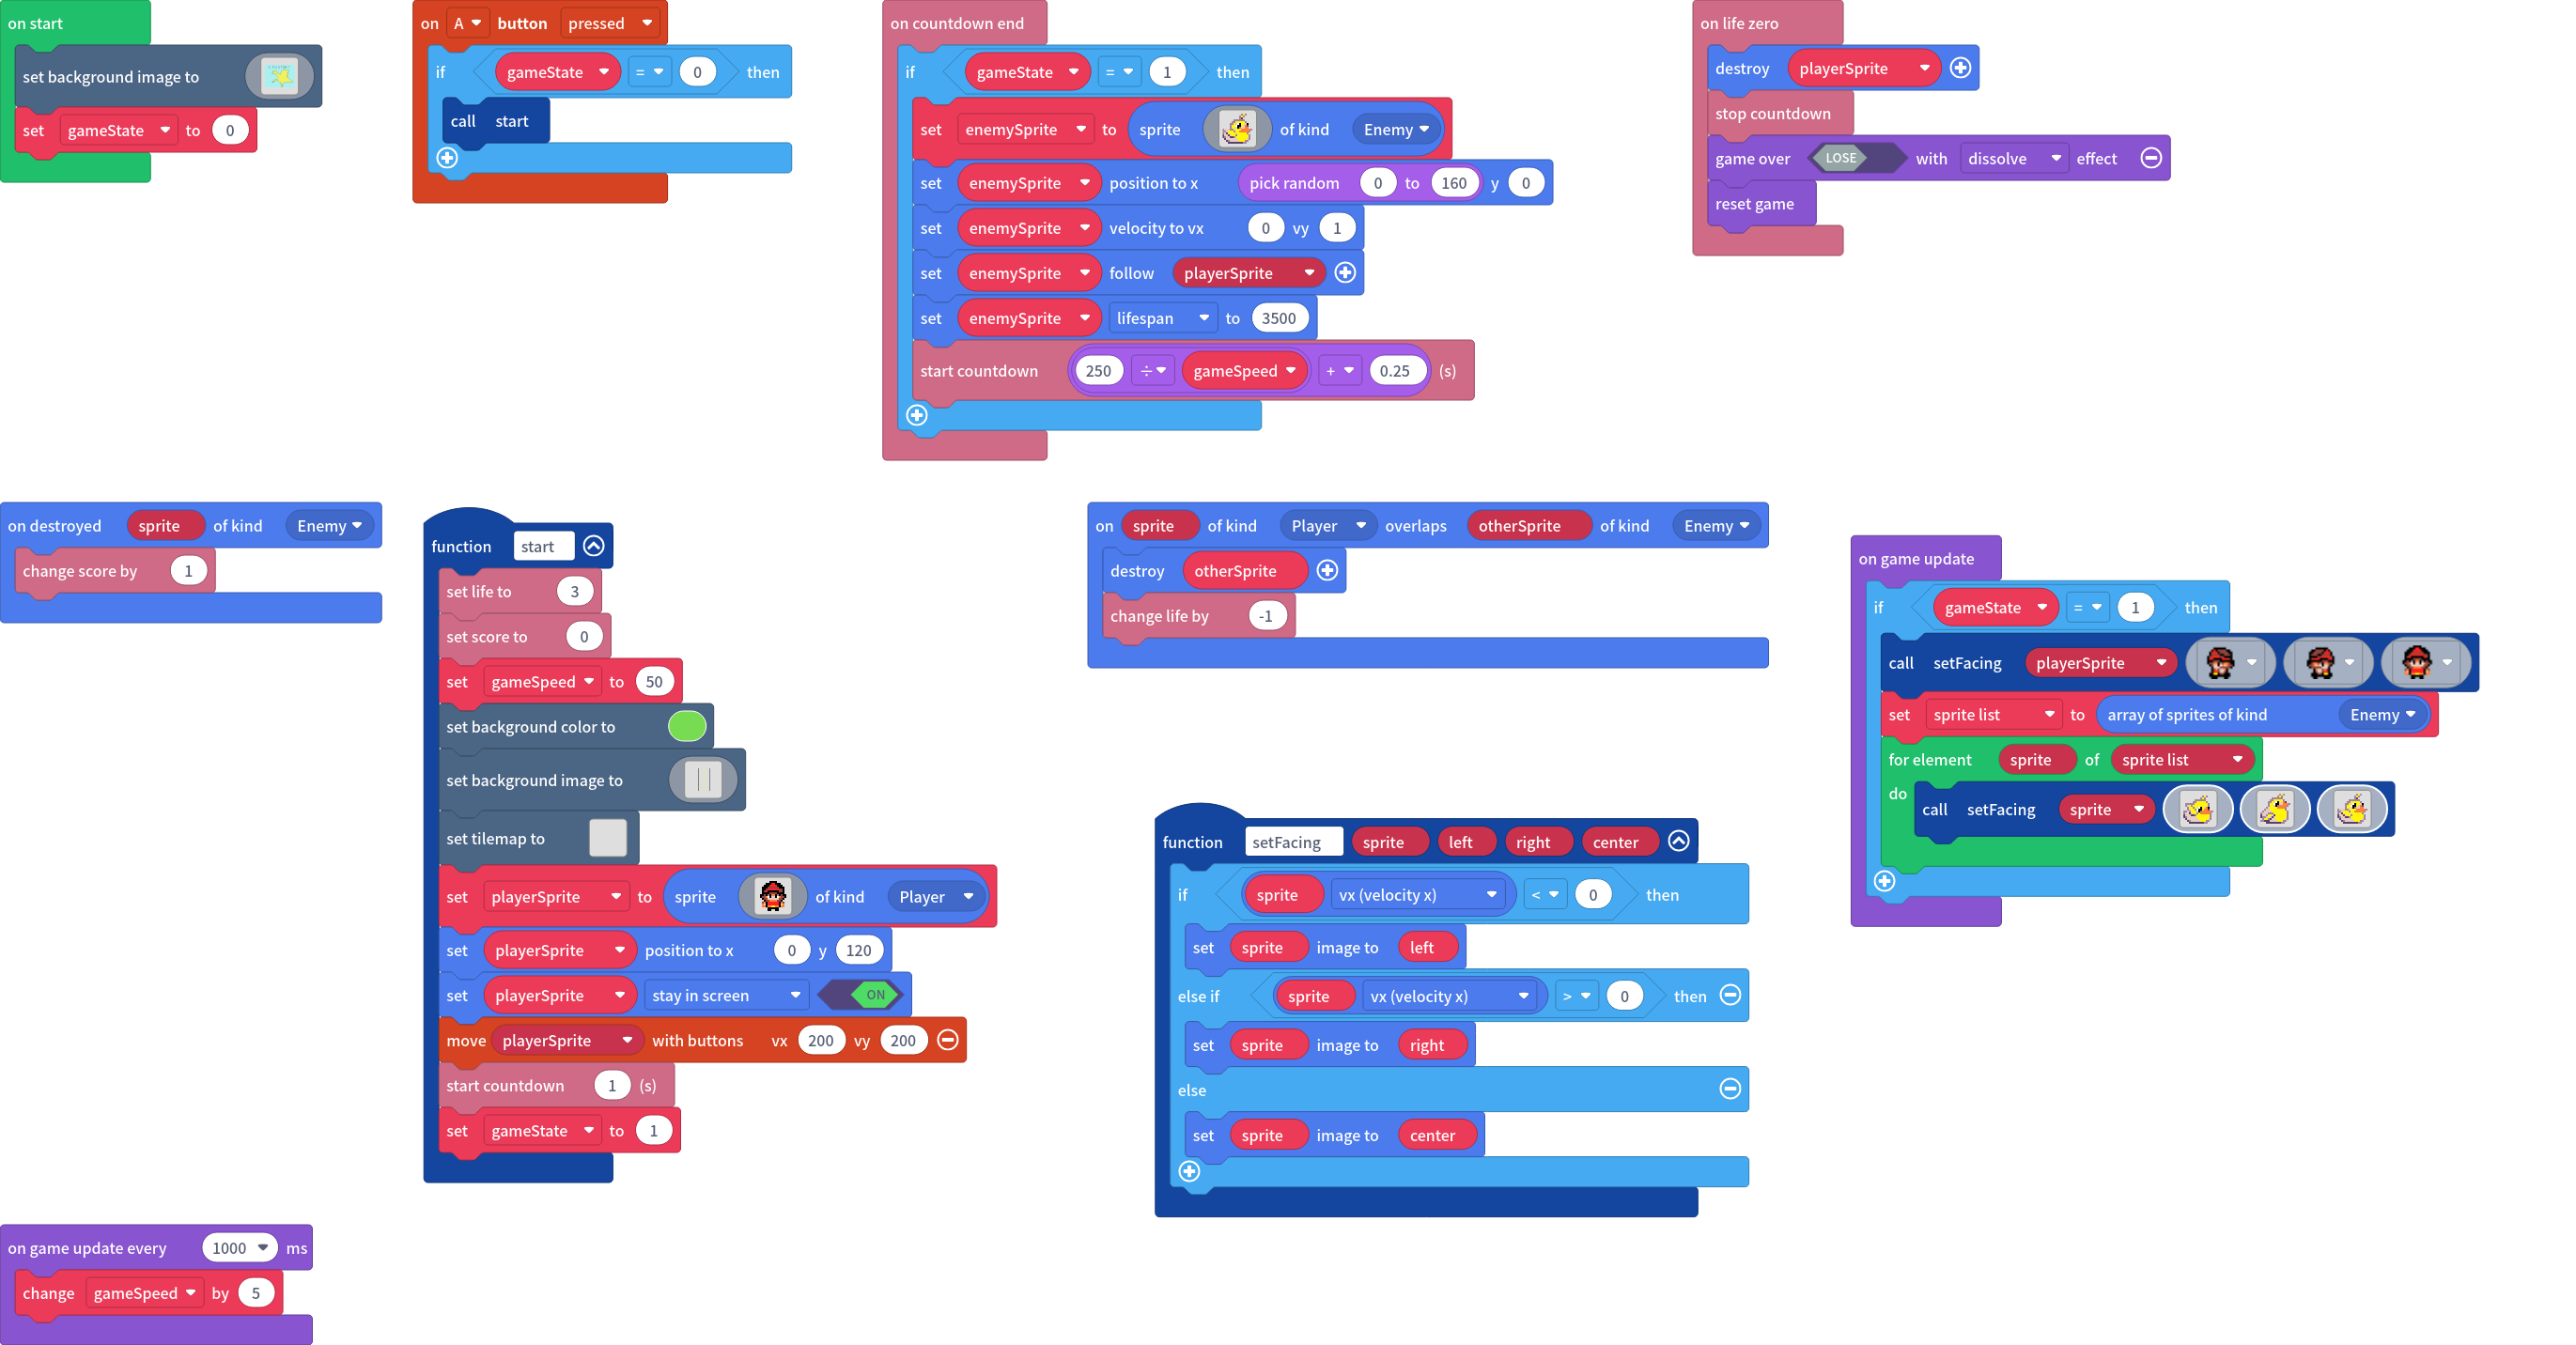 on start
set background image to
set gameState to 0
on A button pressed
if gameState = 0 then
call start
on countdown end
if gameState = 1 then
set enemySprite to sprite of kind Enemy
set enemySprite position to x pick random 0 to 160 y 0
set enemySprite velocity to vx 0 vy 1
set enemySprite follow playerSprite
set enemySprite lifespan to 3500
start countdown 250 ÷ gameSpeed + 0.25 (s)
on life zero
destroy playerSprite
stop countdown
game over LOSE with dissolve effect
reset game
on destroyed sprite of kind Enemy
change score by 1
function start
set life to 3
set score to 0
set gameSpeed to 50
set background color to
set background image to
set tilemap to
set playerSprite to sprite of kind Player
set playerSprite position to x 0 y 120
set playerSprite stay in screen ON
move playerSprite with buttons vx 200 vy 200
start countdown 1 (s)
set gameState to 1
on sprite of kind Player overlaps otherSprite of kind Enemy
destroy otherSprite
change life by -1
on game update
if gameState = 1 then
call setFacing playerSprite
set sprite list to array of sprites of kind Enemy
for element sprite of sprite list
do call setFacing sprite
function setFacing sprite left right center
if sprite vx (velocity x) < 0 then
set sprite image to left
else if sprite vx (velocity x) > 0 then
set sprite image to right
else
set sprite image to center
on game update every 1000 ms
change gameSpeed by 5